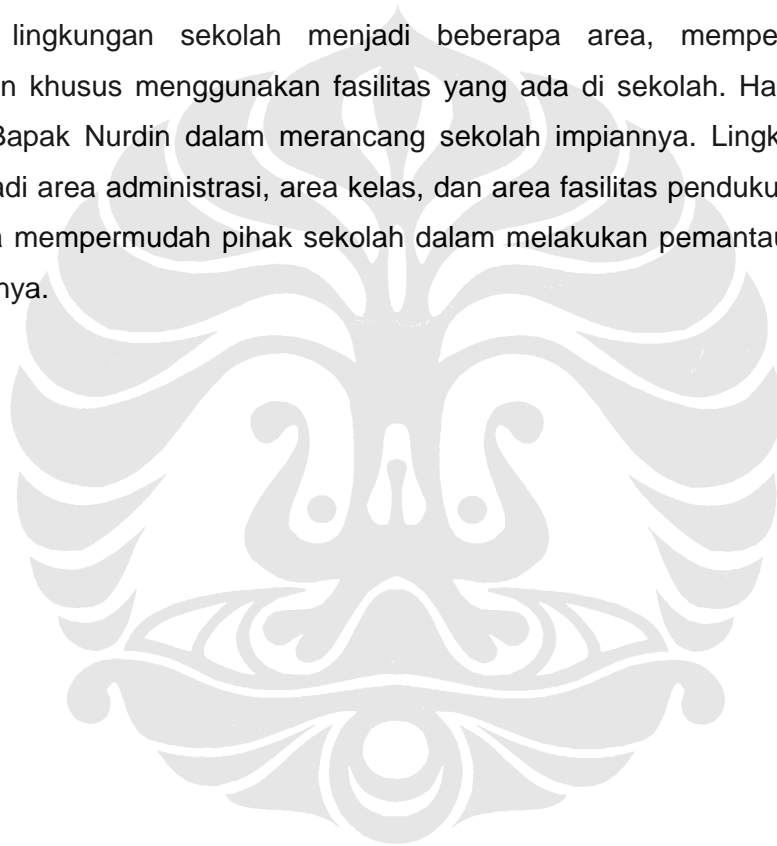 lingkungan sekolah menjadi beberapa area, mempe
n khusus menggunakan fasilitas yang ada di sekolah. Ha
Bapak Nurdin dalam merancang sekolah impiannya. Lingk
adi area administrasi, area kelas, dan area fasilitas penduku
a mempermudah pihak sekolah dalam melakukan pemantau
nya.